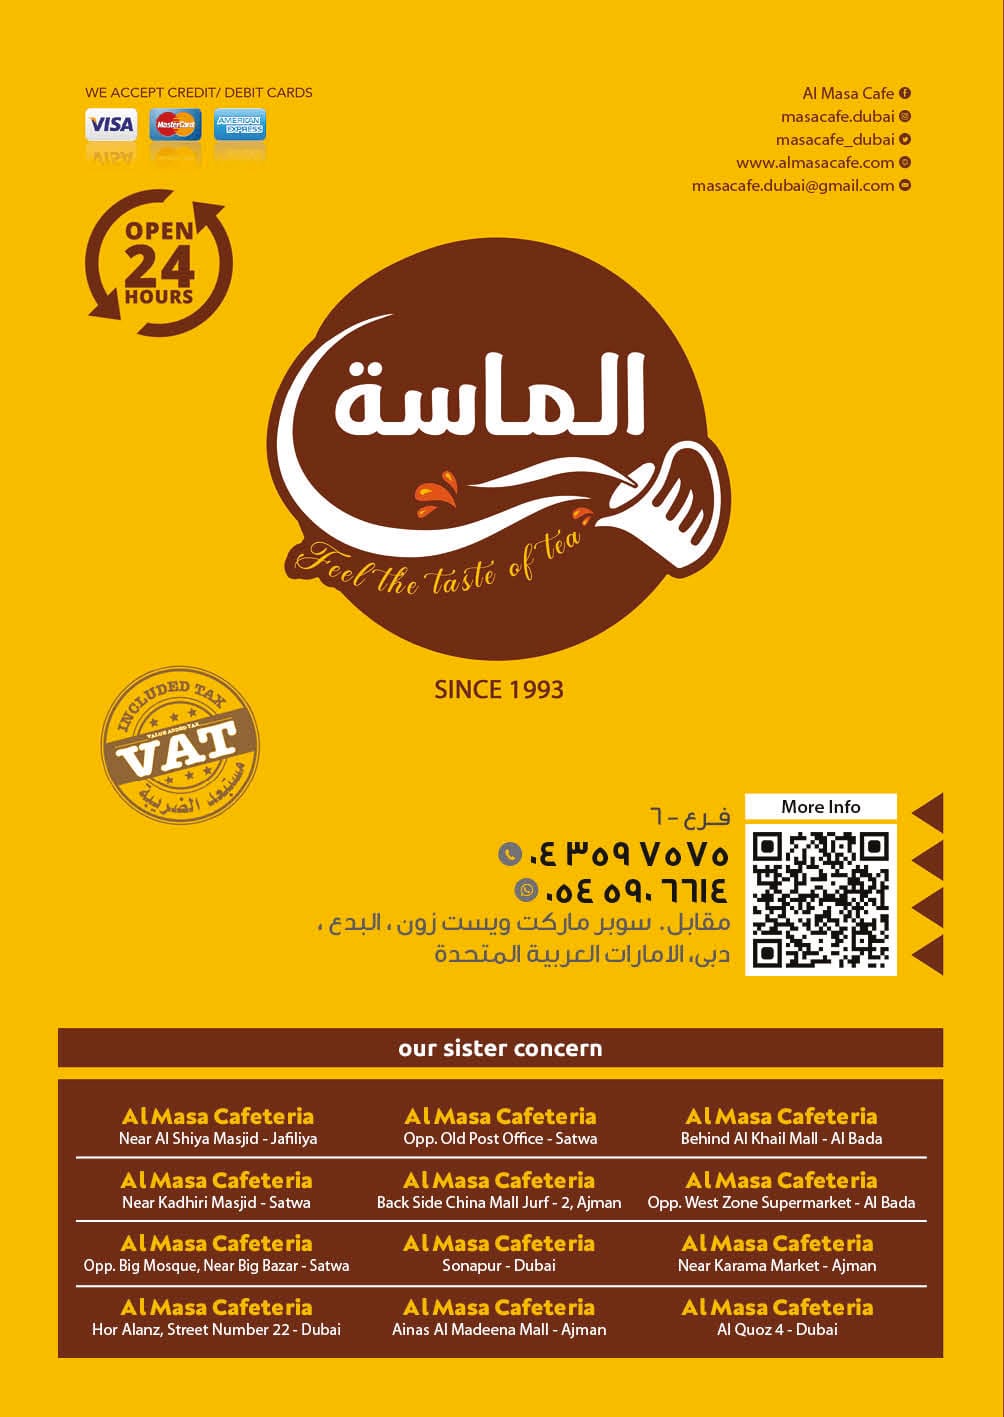 WE ACCEPT CREDIT/ DEBIT CARDS
VISA
MasterCard
AMERICAN
EXPRESS
Al Masa Cafe
masacafe.dubai
masacafe_dubai
www.almasacafe.com
masacafe.dubai@gmail.com
OPEN
24
HOURS
الماسة
Feel the taste of tea
SINCE 1993
INCLUDED TAX
VALUE ADDED TAX
VAT
مستبعد الضريبة
More Info
فرع - ٦
٠٤ ٣٥٩ ٧٥٧٥
٠٥٤ ٥٩٠ ٦٦١٤
مقابل. سوبر ماركت ويست زون ، البدع ،
دبى، الامارات العربية المتحدة
our sister concern
Al Masa Cafeteria Al Masa Cafeteria Al Masa Cafeteria
Near Al Shiya Masjid - Jafiliya Opp. Old Post Office - Satwa Behind Al Khail Mall - Al Bada
Al Masa Cafeteria Al Masa Cafeteria Al Masa Cafeteria
Near Kadhiri Masjid - Satwa Back Side China Mall Jurf - 2, Ajman Opp. West Zone Supermarket - Al Bada
Al Masa Cafeteria Al Masa Cafeteria Al Masa Cafeteria
Opp. Big Mosque, Near Big Bazar - Satwa Sonapur - Dubai Near Karama Market - Ajman
Al Masa Cafeteria Al Masa Cafeteria Al Masa Cafeteria
Hor Alanz, Street Number 22 - Dubai Ainas Al Madeena Mall - Ajman Al Quoz 4 - Dubai